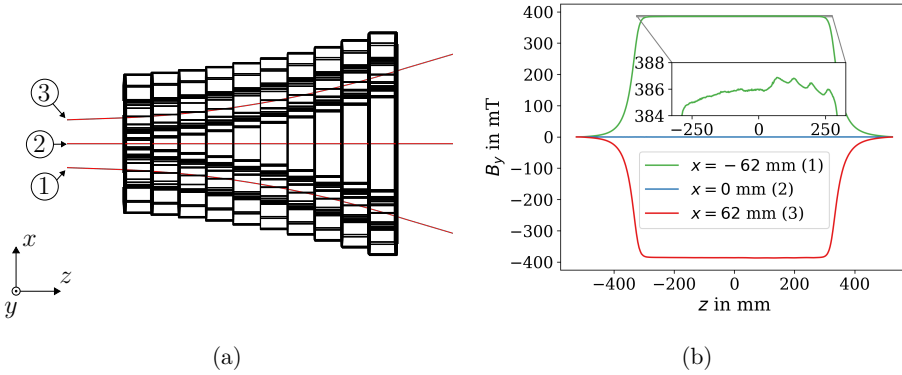 3
2
1
x
z
y
(a)
400
300
200
100
0
−100
−200
−300
−400
B_y in mT
388
386
384
−250
0
250
x = −62 mm (1)
x = 0 mm (2)
x = 62 mm (3)
−400
−200
0
200
400
z in mm
(b)